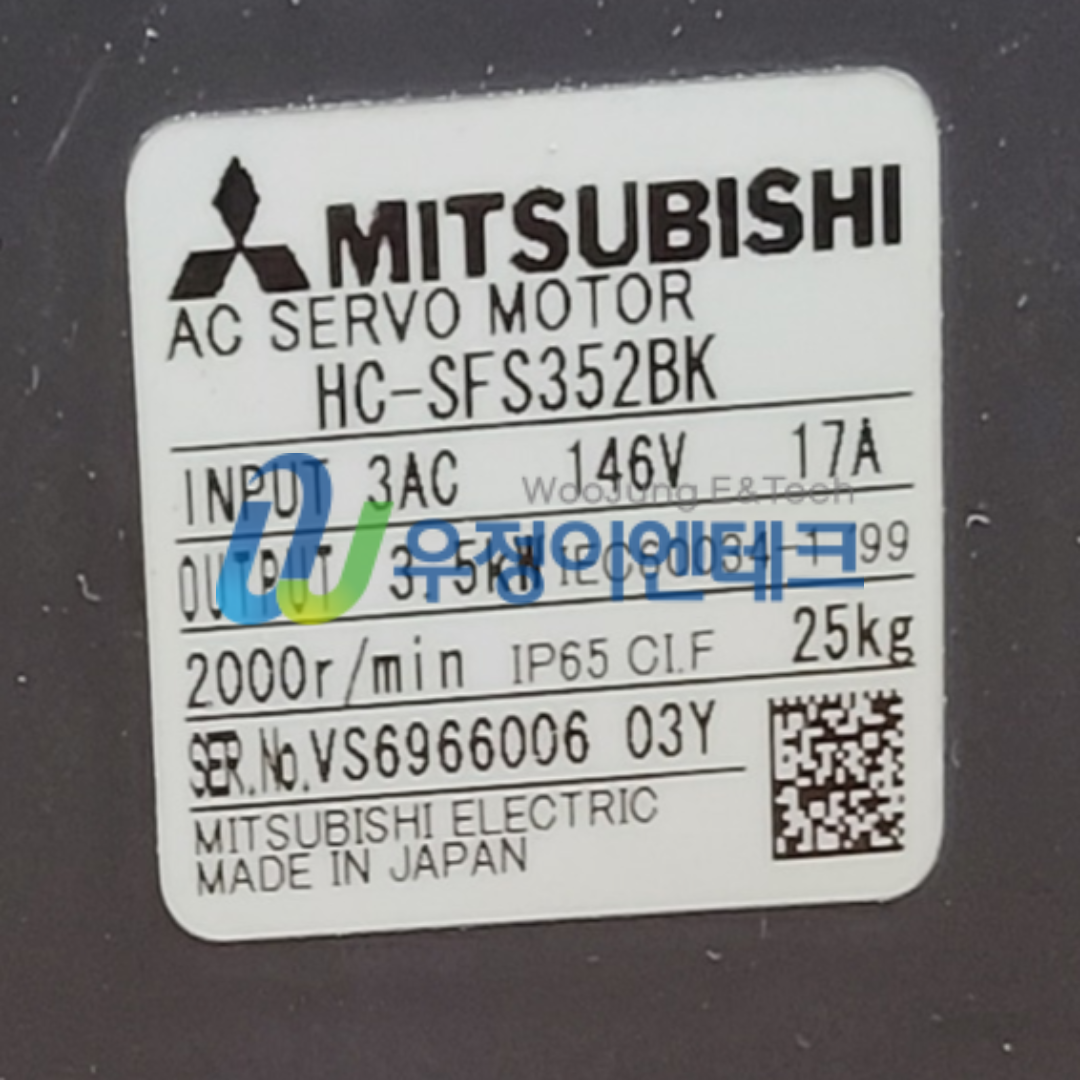 MITSUBISHI
AC SERVO MOTOR
HC-SFS352BK
INPUT 3AC 146V 17A
WooJung E&Tech
우정이엔테크
OUTPUT 3.5kW IEC60034-1 '99
2000r/min IP65 CI.F 25kg
SER.No.VS6966006 03Y
MITSUBISHI ELECTRIC
MADE IN JAPAN